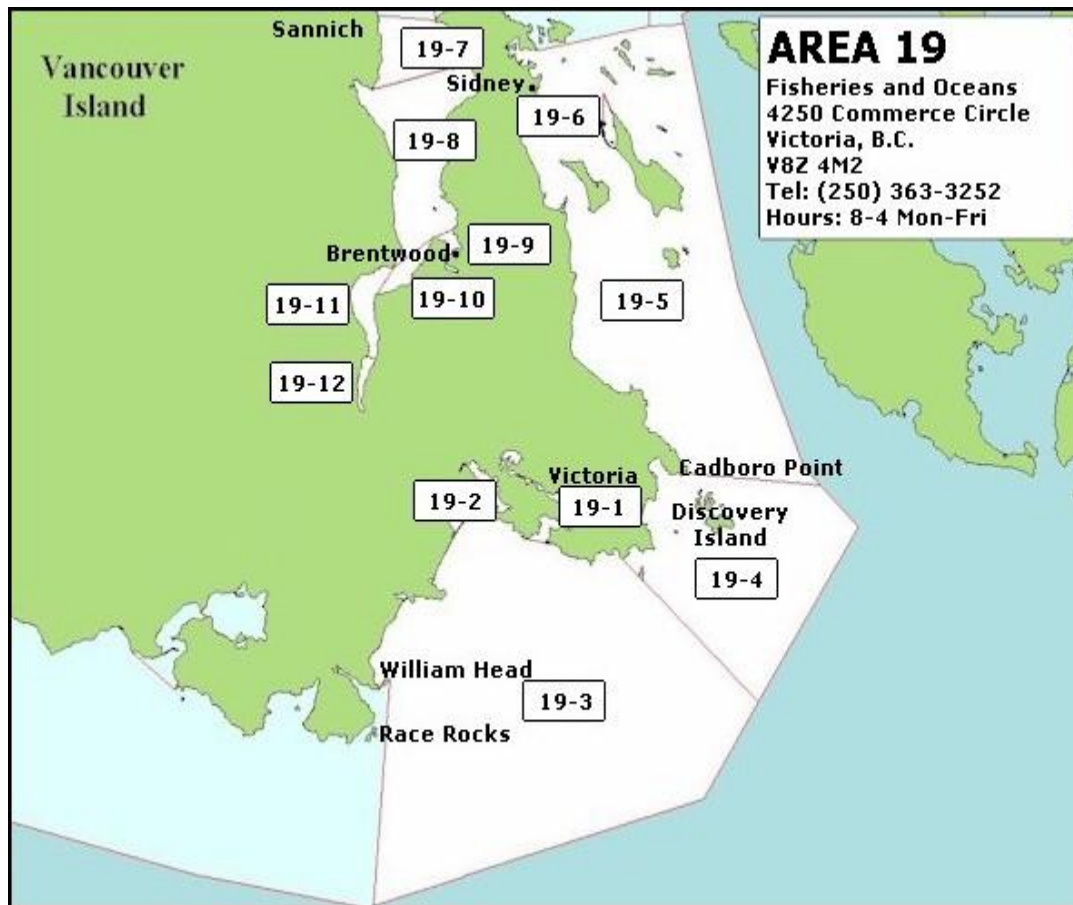 Sannich
19-7
AREA 19
Fisheries and Oceans
4250 Commerce Circle
Victoria, B.C.
V8Z 4M2
Tel: (250) 363-3252
Hours: 8-4 Mon-Fri
Vancouver
Island
Sidney
19-6
19-8
19-9
Brentwood
19-10
19-5
19-11
19-12
Cadboro Point
Victoria
19-2
19-1
Discovery
Island
19-4
William Head
19-3
Race Rocks